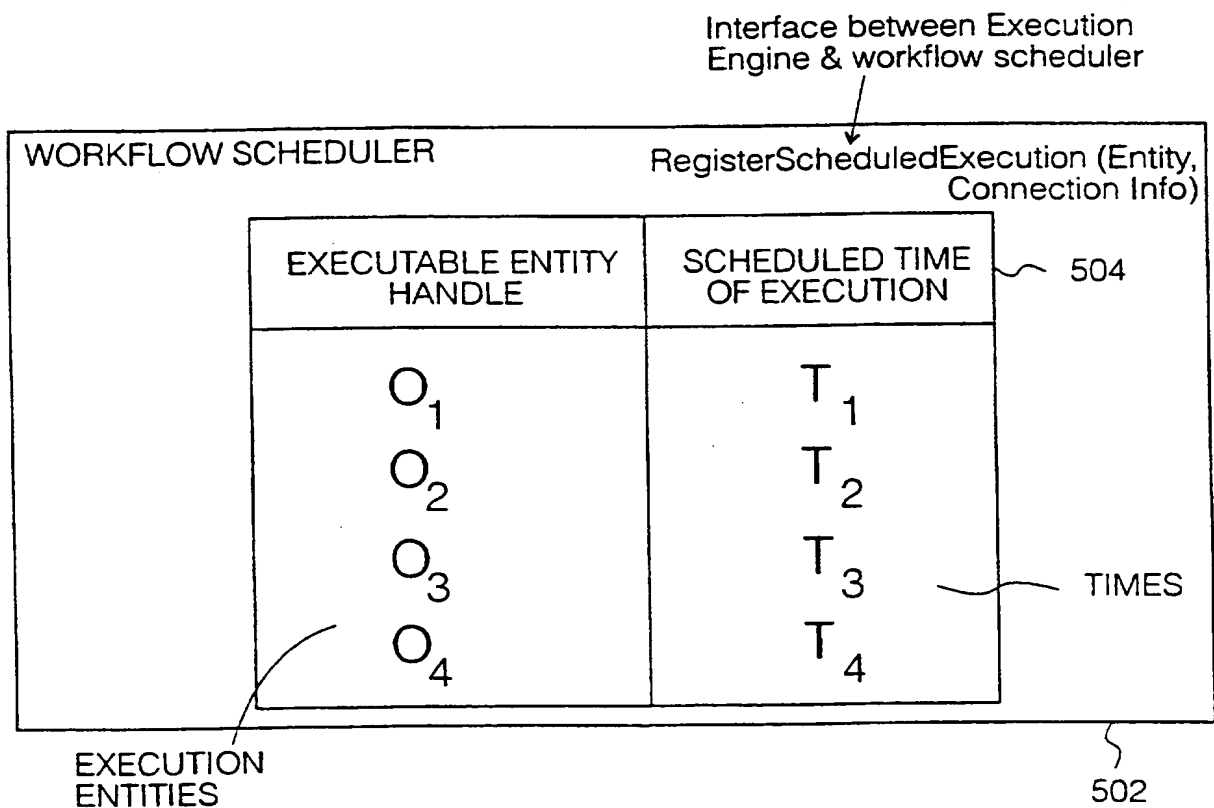 Interface between Execution
Engine & workflow scheduler
WORKFLOW SCHEDULER
RegisterScheduledExecution (Entity,
Connection Info)
EXECUTABLE ENTITY
HANDLE
SCHEDULED TIME
OF EXECUTION
504
O1 T1
O2 T2
O3 T3
TIMES
O4 T4
EXECUTION
ENTITIES
502